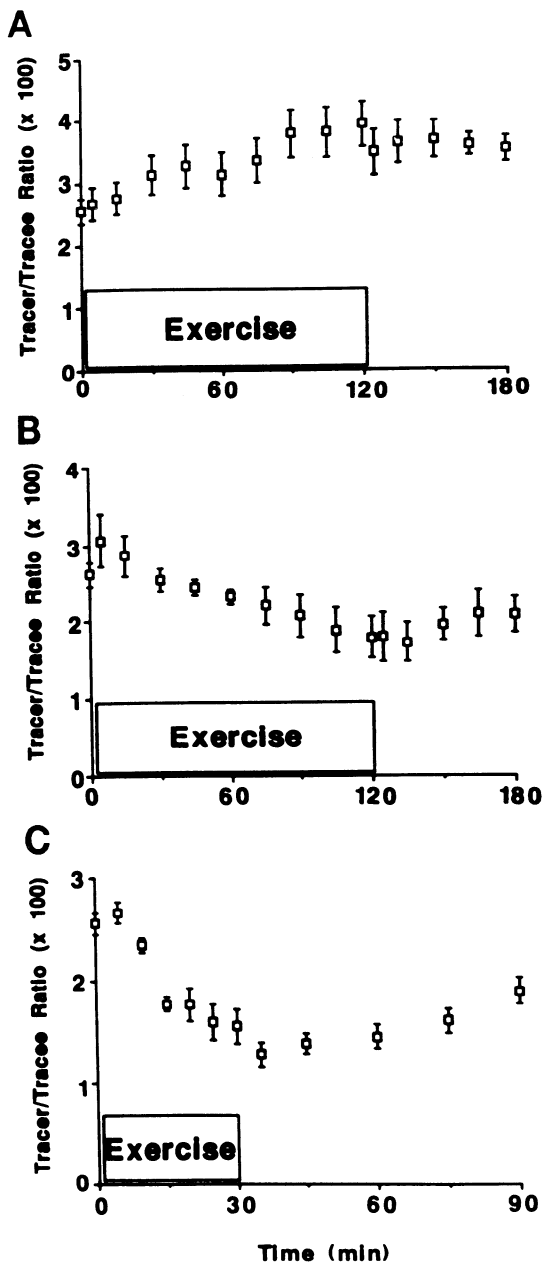 A
Tracer/Tracee Ratio (x 100)
5
4
3
2
1
0
Exercise
0 60 120 180
B
Tracer/Tracee Ratio (x 100)
4
3
2
1
0
Exercise
0 60 120 180
C
Tracer/Tracee Ratio (x 100)
3
2
1
0
Exercise
0 30 60 90
Time (min)